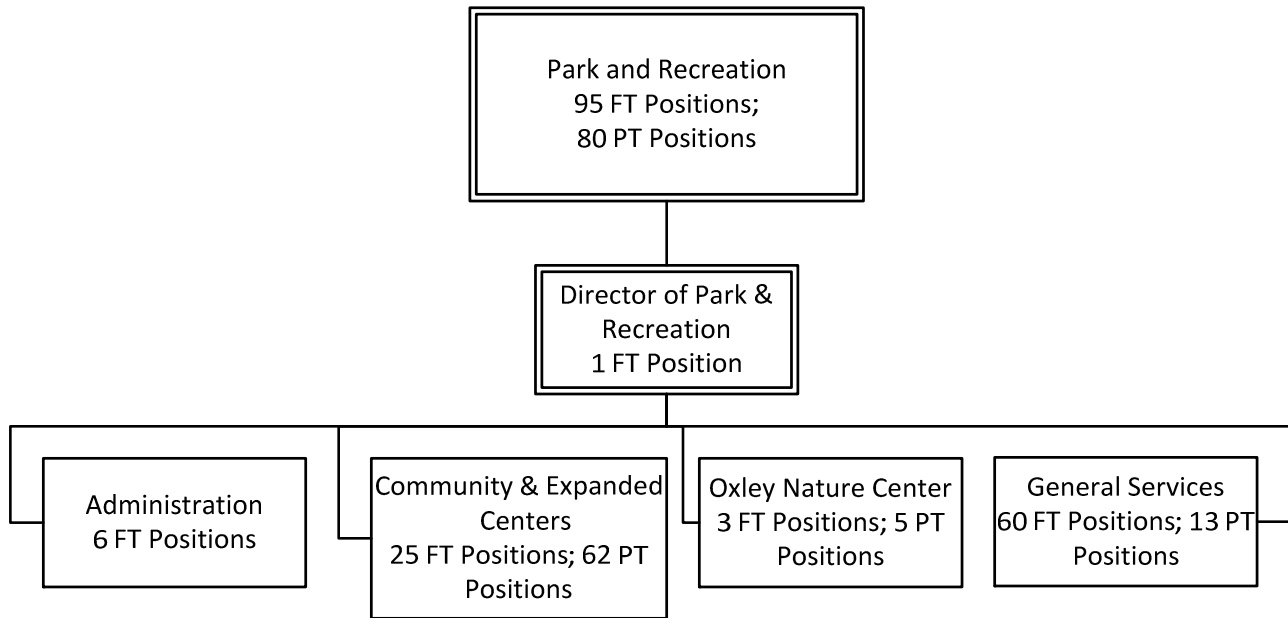 Park and Recreation
95 FT Positions;
80 PT Positions
Director of Park &
Recreation
1 FT Position
Administration
6 FT Positions
Community & Expanded
Centers
25 FT Positions; 62 PT
Positions
Oxley Nature Center
3 FT Positions; 5 PT
Positions
General Services
60 FT Positions; 13 PT
Positions